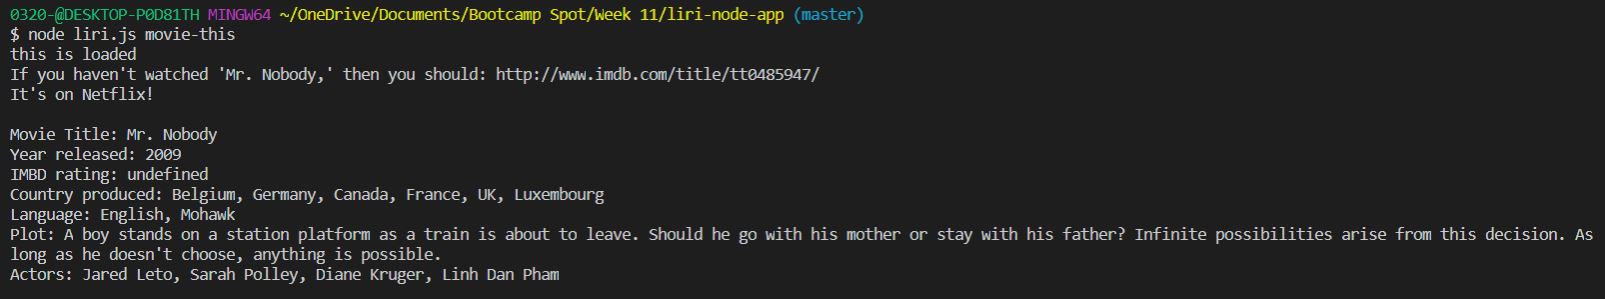 0320-@DESKTOP-P0D81TH MINGW64 ~/OneDrive/Documents/Bootcamp Spot/Week 11/liri-node-app (master)
$ node liri.js movie-this
this is loaded
If you haven't watched 'Mr. Nobody,' then you should: http://www.imdb.com/title/tt0485947/
It's on Netflix!
Movie Title: Mr. Nobody
Year released: 2009
IMBD rating: undefined
Country produced: Belgium, Germany, Canada, France, UK, Luxembourg
Language: English, Mohawk
Plot: A boy stands on a station platform as a train is about to leave. Should he go with his mother or stay with his father? Infinite possibilities arise from this decision. As
long as he doesn't choose, anything is possible.
Actors: Jared Leto, Sarah Polley, Diane Kruger, Linh Dan Pham